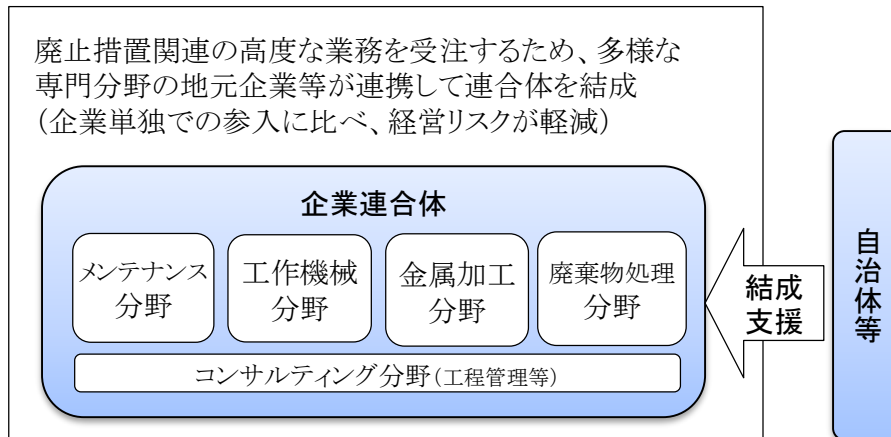 廃止措置関連の高度な業務を受注するため、多様な
専門分野の地元企業等が連携して連合体を結成
（企業単独での参入に比べ、経営リスクが軽減）
企業連合体
メンテナンス
分野
工作機械
分野
金属加工
分野
廃棄物処理
分野
コンサルティング分野（工程管理等）
結成
支援
自治体等